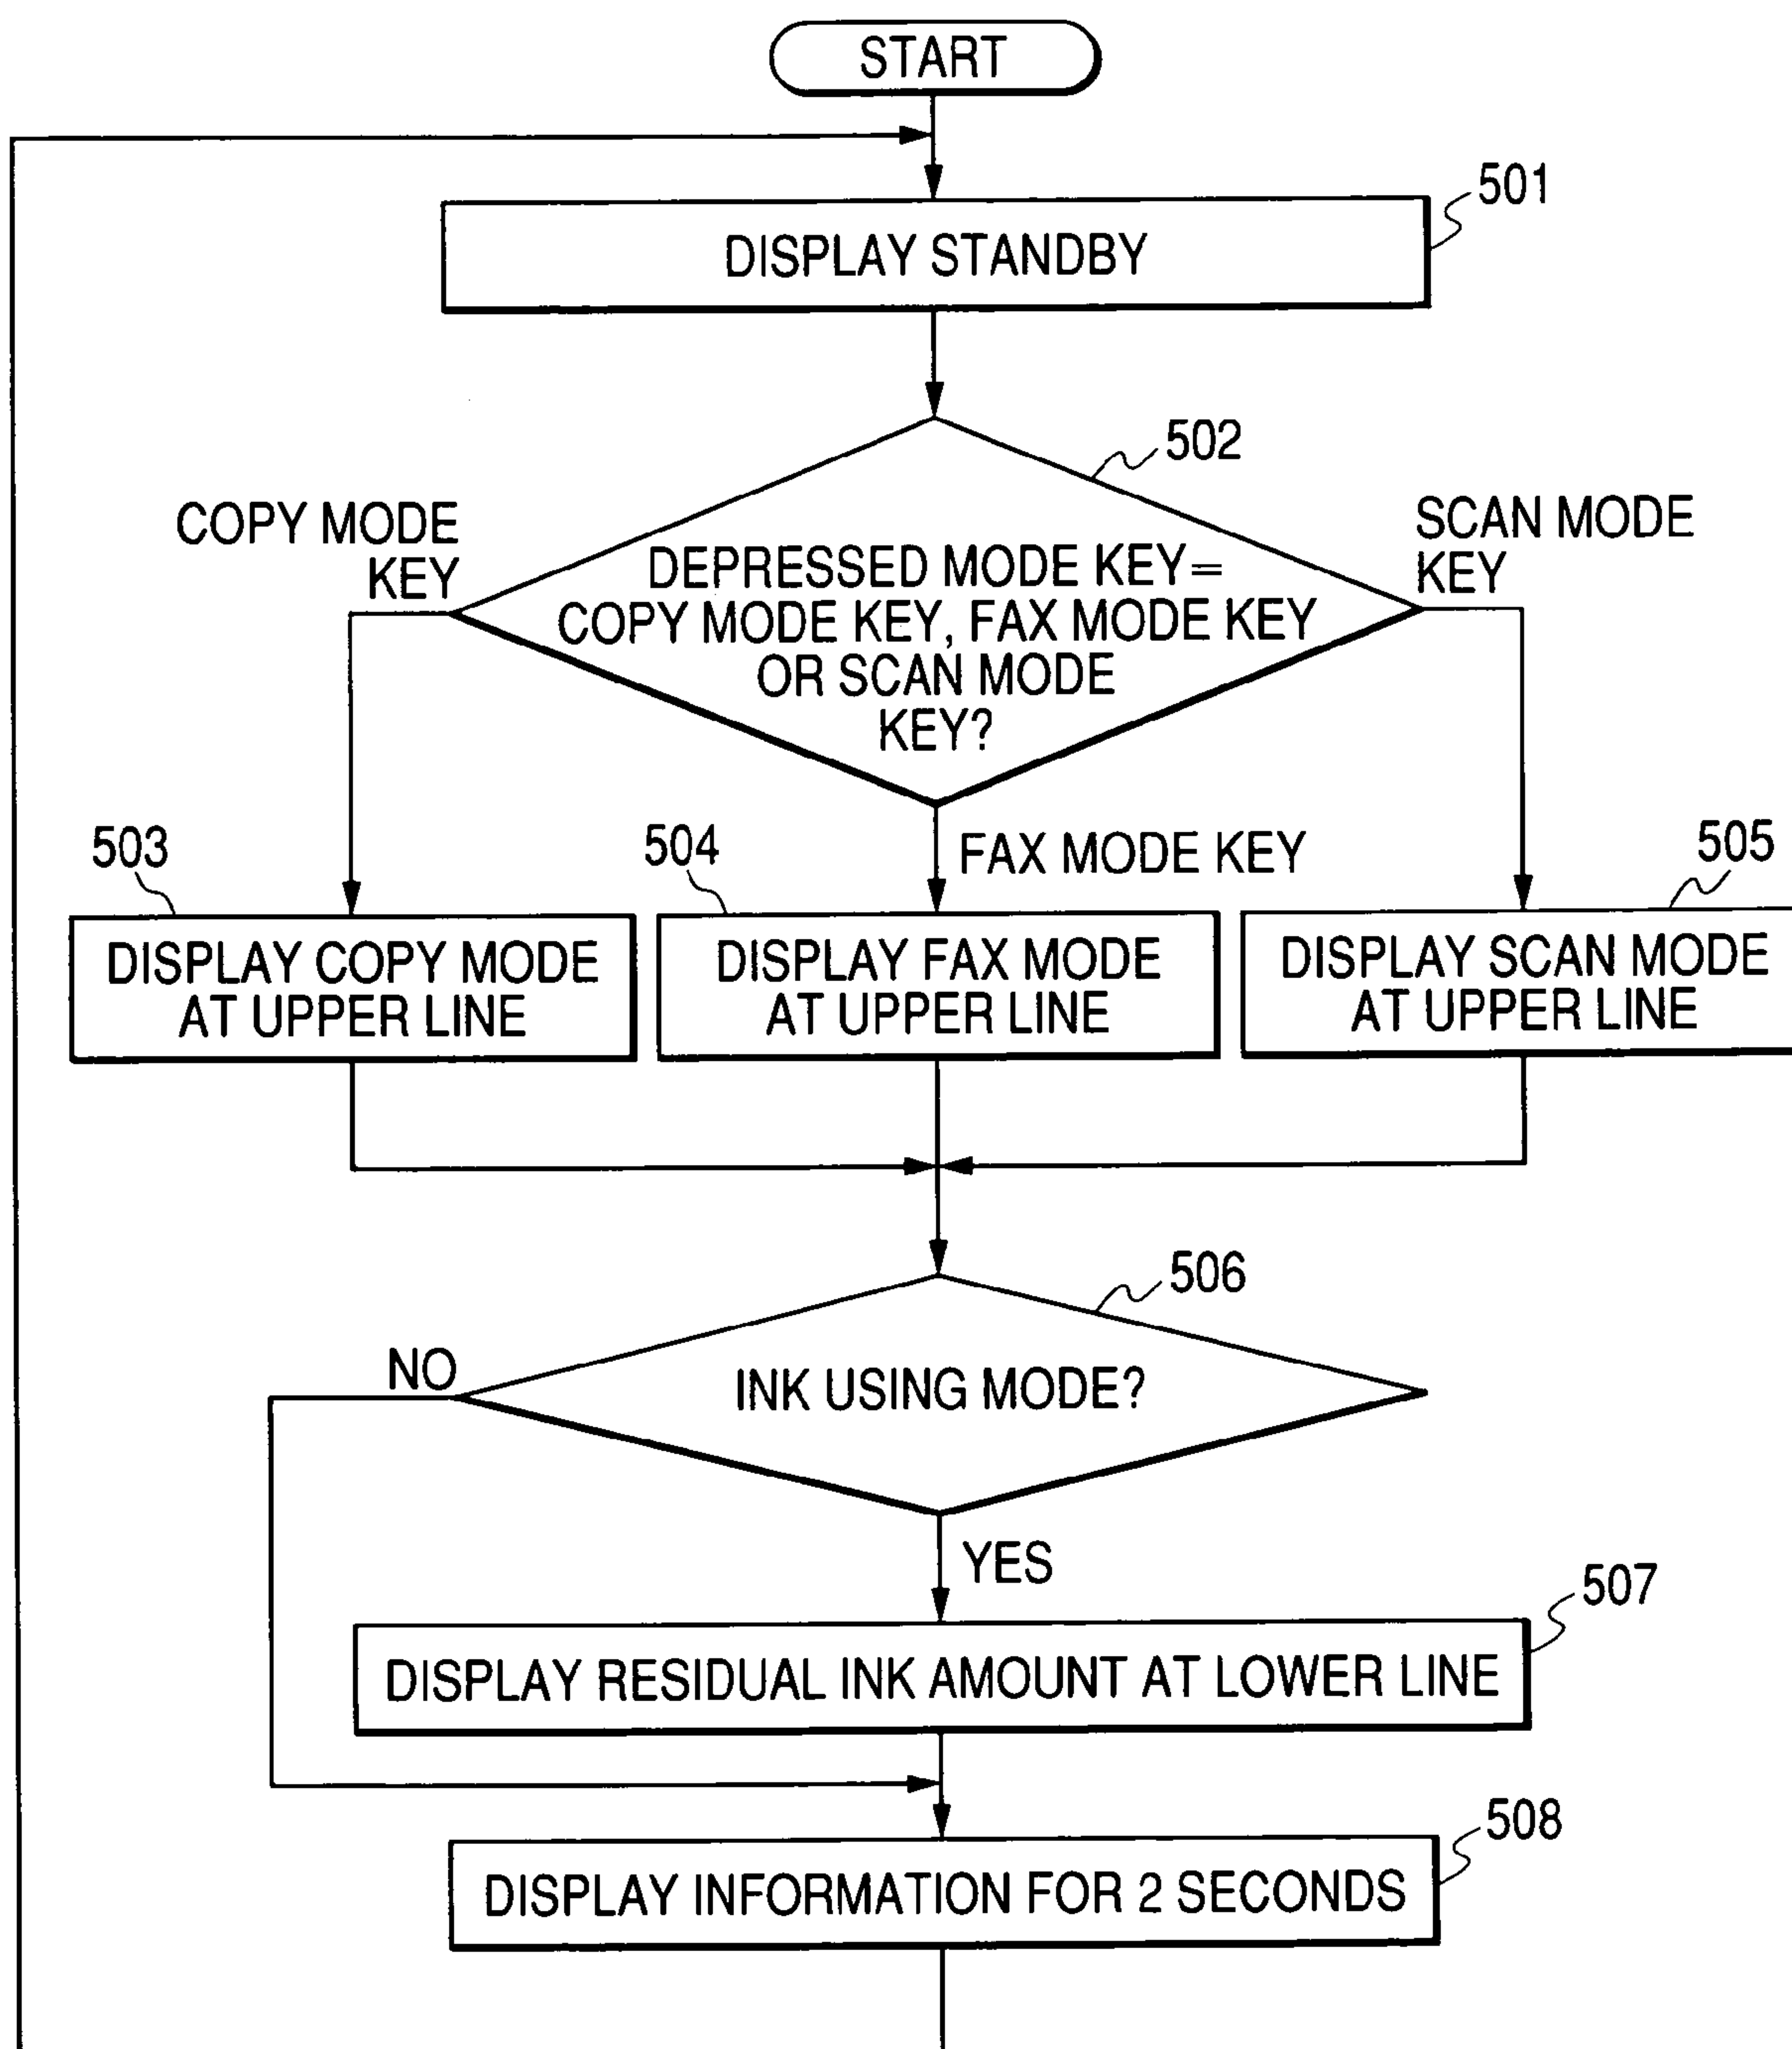 START
501
DISPLAY STANDBY
502
COPY MODE
KEY
SCAN MODE
KEY
DEPRESSED MODE KEY=
COPY MODE KEY, FAX MODE KEY
OR SCAN MODE
KEY?
503
504
FAX MODE KEY
505
DISPLAY COPY MODE
AT UPPER LINE
DISPLAY FAX MODE
AT UPPER LINE
DISPLAY SCAN MODE
AT UPPER LINE
506
NO
INK USING MODE?
YES
507
DISPLAY RESIDUAL INK AMOUNT AT LOWER LINE
508
DISPLAY INFORMATION FOR 2 SECONDS